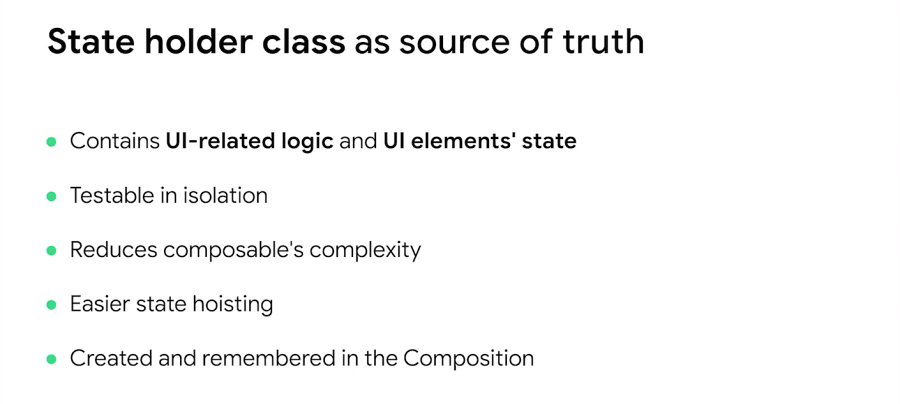 State holder class as source of truth
Contains UI-related logic and UI elements' state
Testable in isolation
Reduces composable's complexity
Easier state hoisting
Created and remembered in the Composition